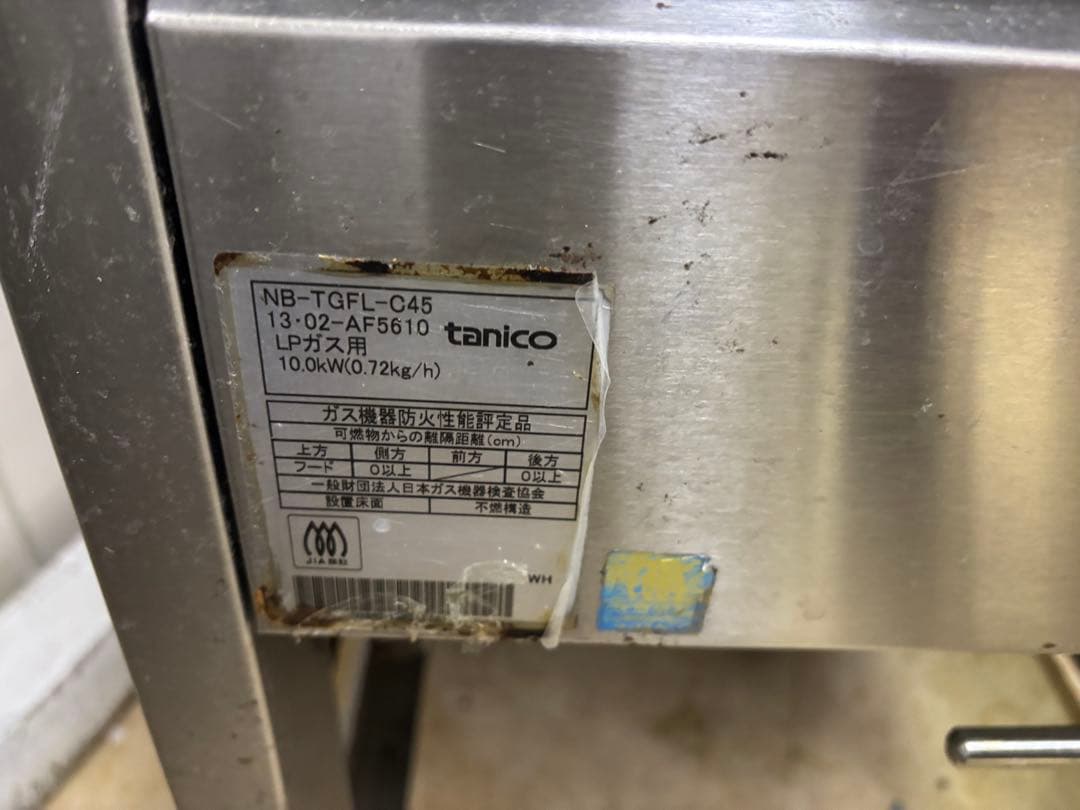 NB-TGFL-C45
13・02-AF5610
tanico
LPガス用
10.0kW(0.72kg/h)
ガス機器防火性能評定品
可燃物からの離隔距離(cm)
上方 側方 前方 後方
フード 0以上 0以上
一般財団法人日本ガス機器検査協会
設置床面 不燃構造
JIA
WH